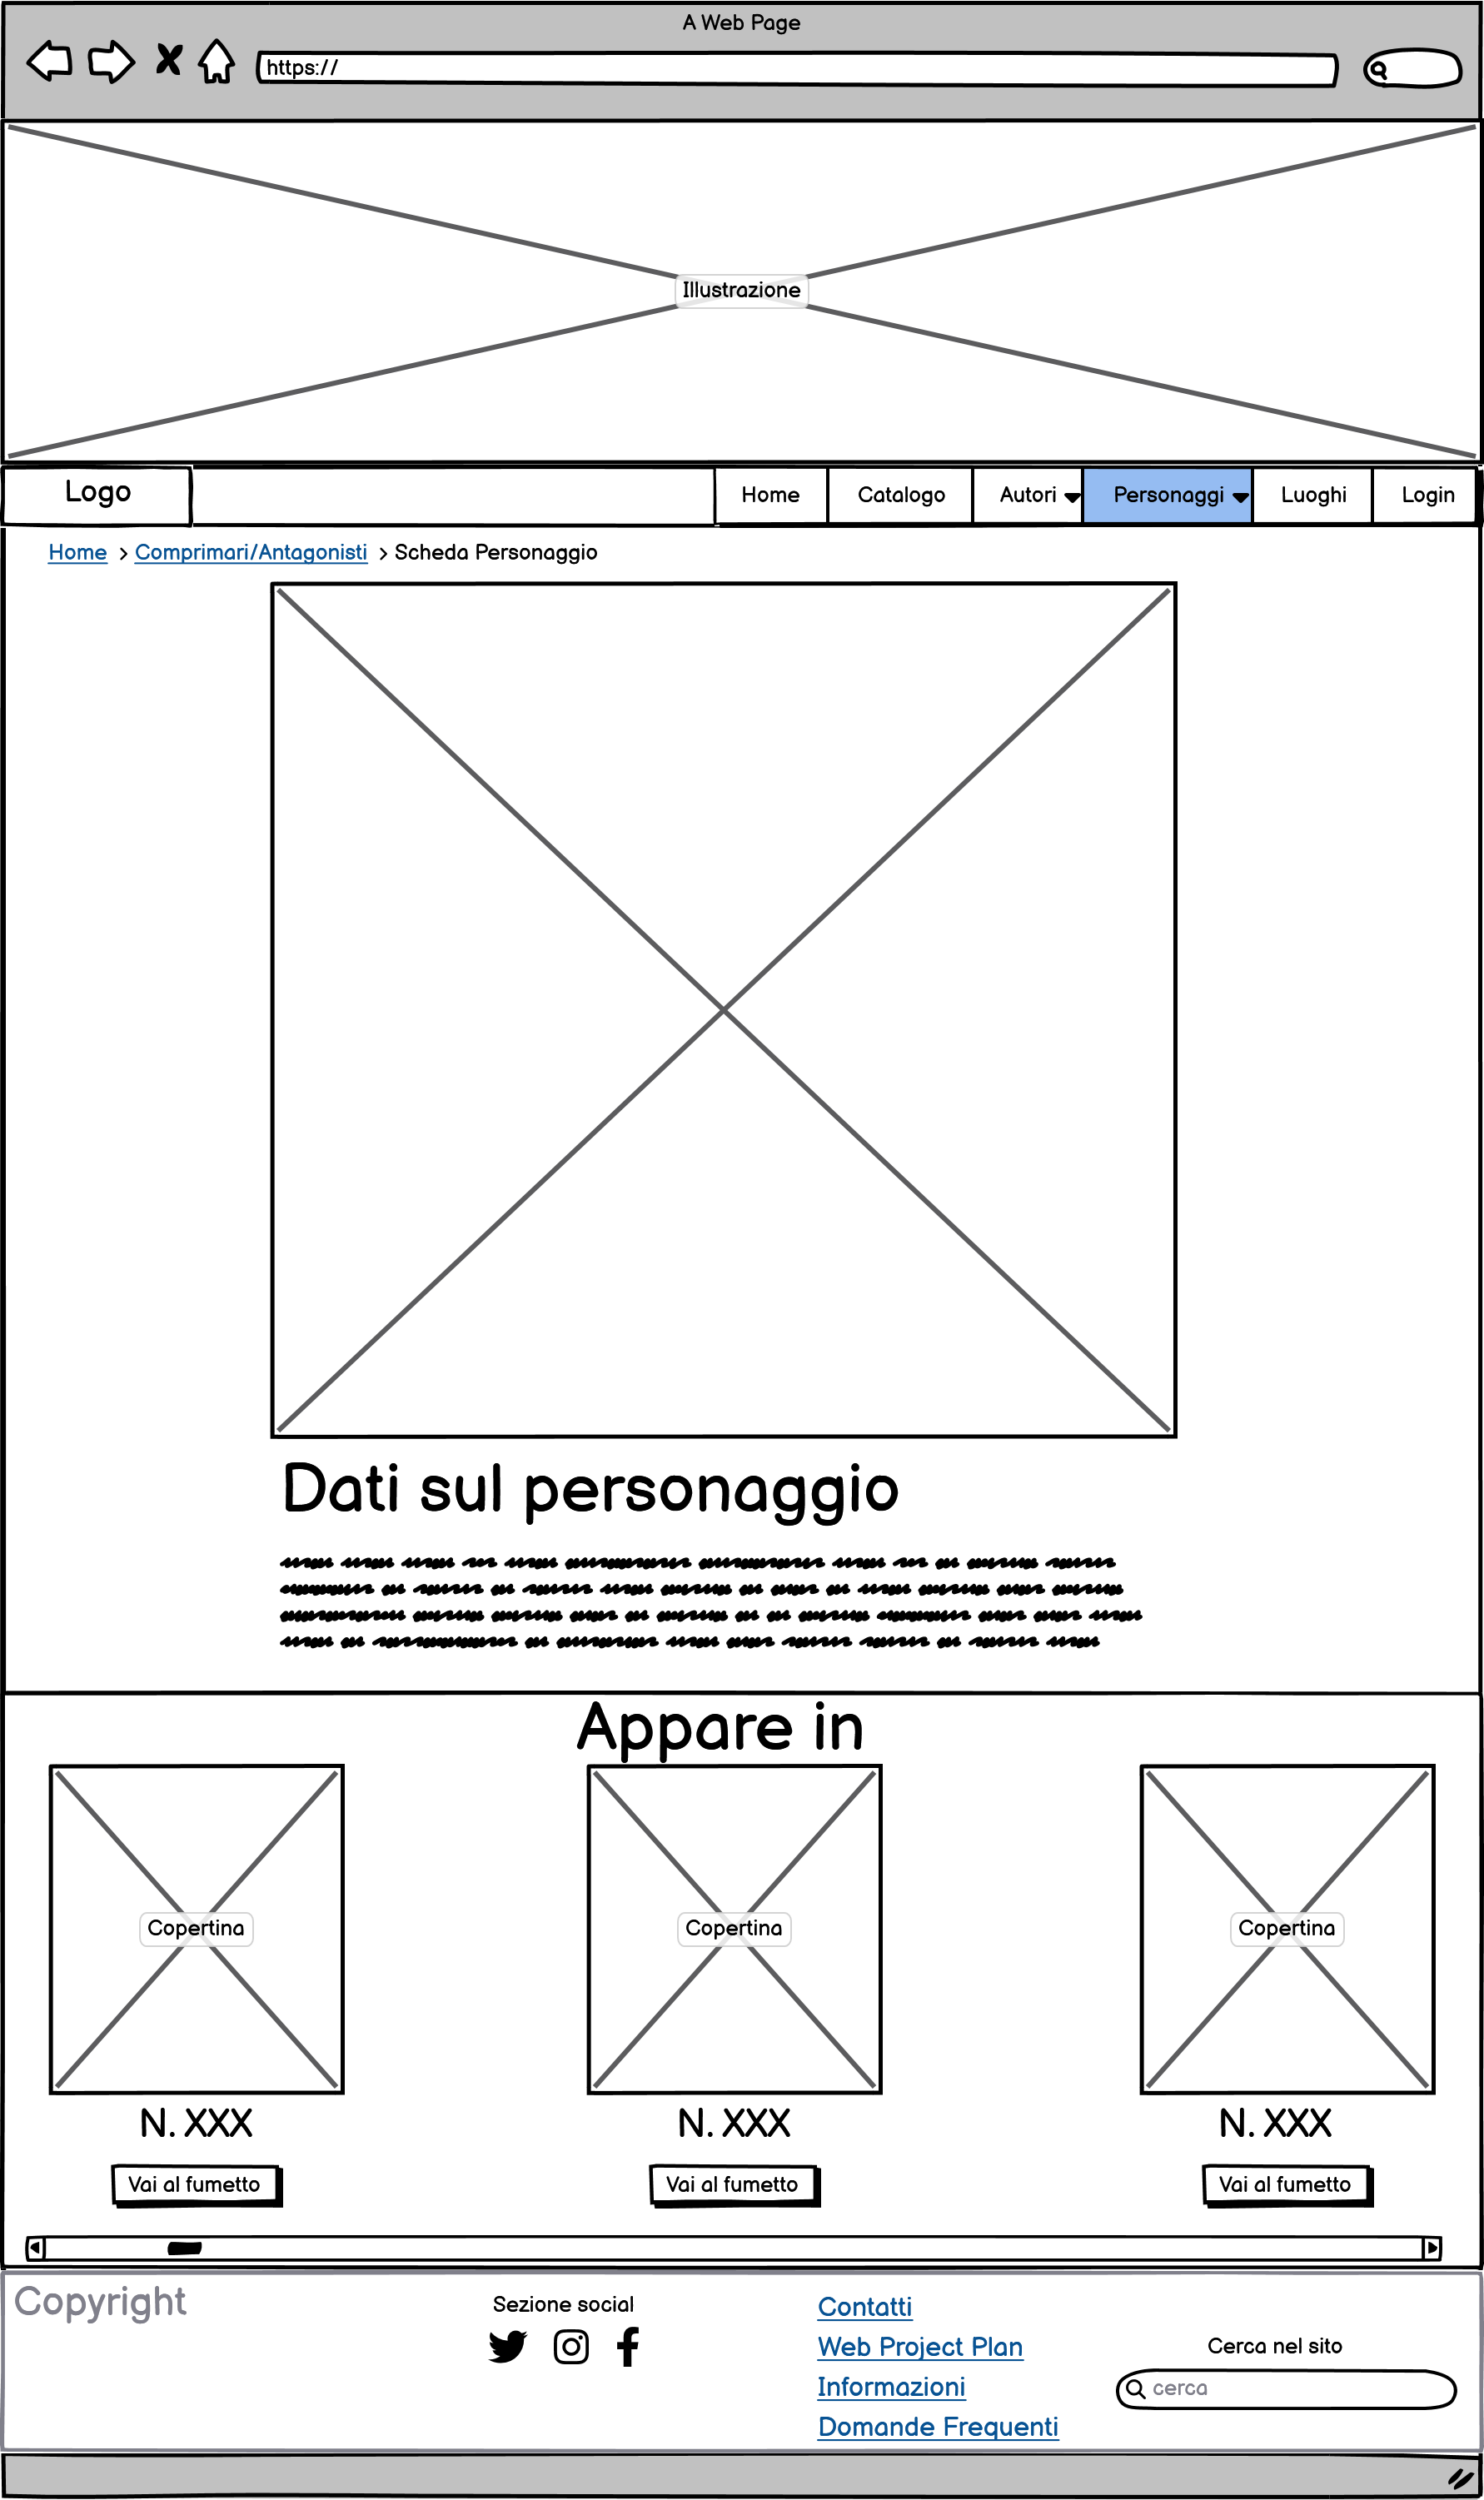 A Web Page
https://
Illustrazione
Logo
Home Catalogo Autori Personaggi Luoghi Login
Home > Comprimari/Antagonisti > Scheda Personaggio
Dati sul personaggio
Appare in
Copertina Copertina Copertina
N. XXX N. XXX N. XXX
Vai al fumetto Vai al fumetto Vai al fumetto
Copyright
Sezione social
Contatti
Web Project Plan
Informazioni
Domande Frequenti
Cerca nel sito
cerca